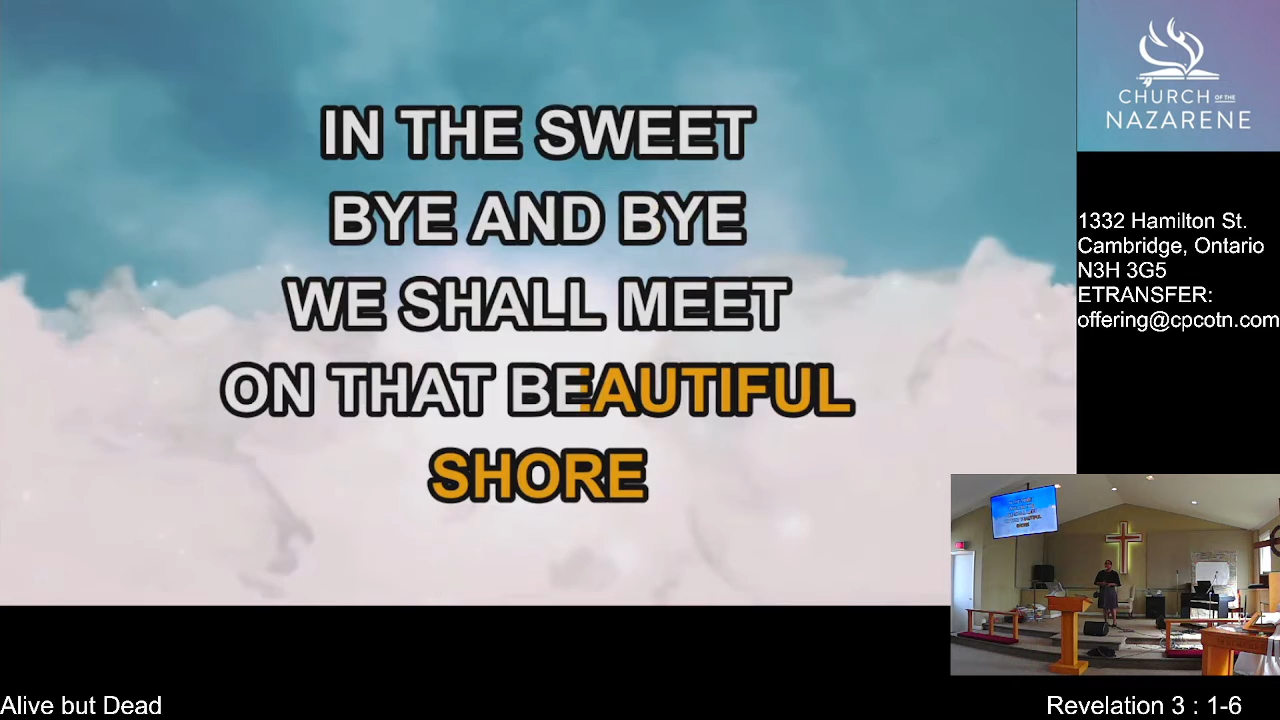 IN THE SWEET
BYE AND BYE
WE SHALL MEET
ON THAT BEAUTIFUL
SHORE
CHURCH OF THE
NAZARENE
1332 Hamilton St.
Cambridge, Ontario
N3H 3G5
ETRANSFER:
offering@cpcotn.com
Alive but Dead
Revelation 3 : 1-6